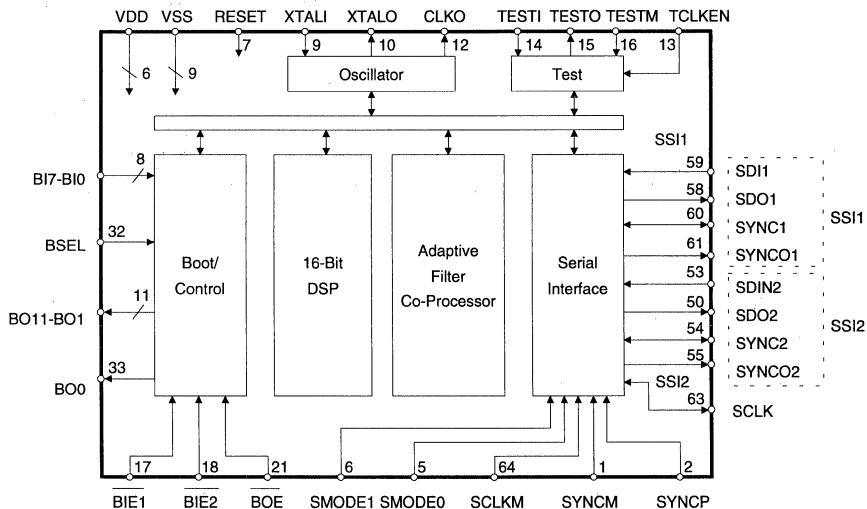 VDD VSS RESET XTALI XTALO CLKO TESTI TESTO TESTM TCLKEN
6 9 7 9 10 12 14 15 16 13
Oscillator Test
SSI1
BI7-BI0 8
BSEL 32
BO11-BO1 11
BO0 33
Boot/
Control
16-Bit
DSP
Adaptive
Filter
Co-Processor
Serial
Interface
59 SDI1
58 SDO1
60 SYNC1
61 SYNCO1
SSI1
53 SDIN2
50 SDO2
54 SYNC2
55 SYNCO2
SSI2
SSI2
63 SCLK
17 18 21 6 5 64 1 2
BIE1 BIE2 BOE SMODE1 SMODE0 SCLKM SYNCM SYNCP